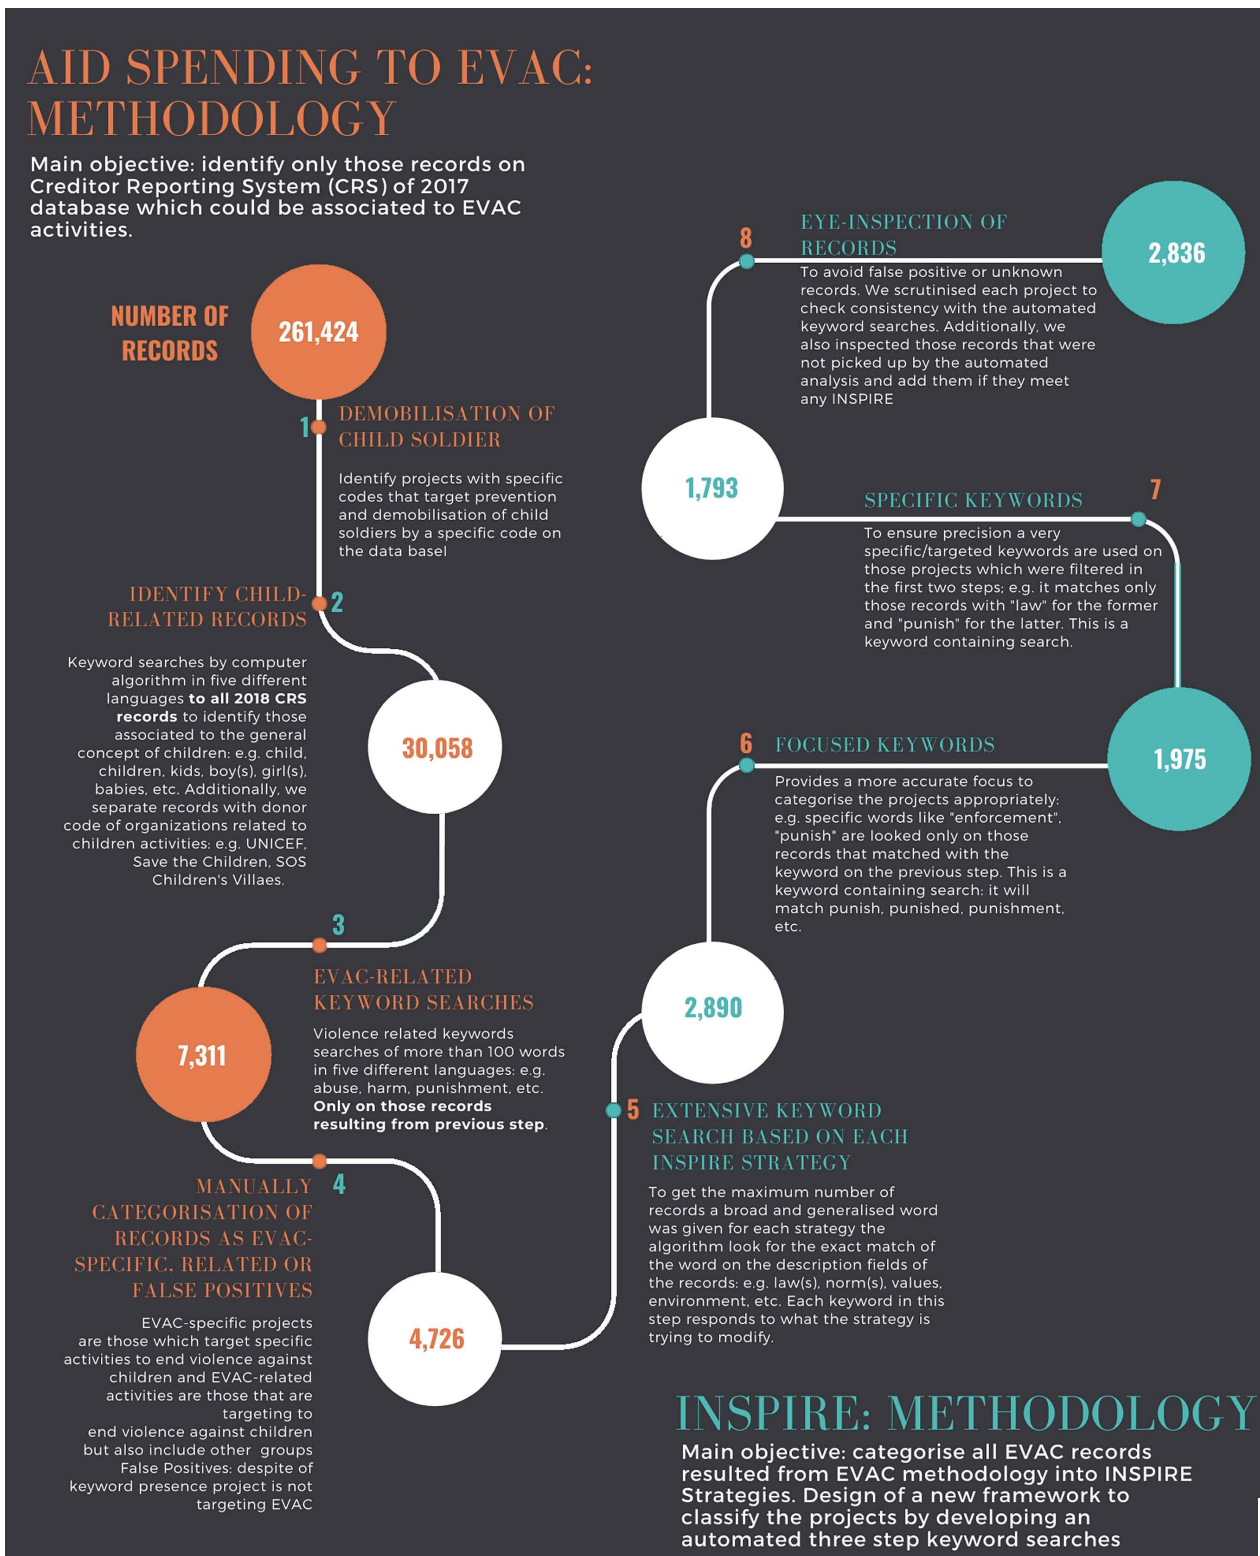 AID SPENDING TO EVAC:
METHODOLOGY
Main objective: identify only those records on
Creditor Reporting System (CRS) of 2017
database which could be associated to EVAC
activities.
NUMBER OF
RECORDS
261,424
1
DEMOBILISATION OF
CHILD SOLDIER
Identify projects with specific
codes that target prevention
and demobilisation of child
soldiers by a specific code on
the data basel
IDENTIFY CHILD-
RELATED RECORDS
2
Keyword searches by computer
algorithm in five different
languages to all 2018 CRS
records to identify those
associated to the general
concept of children: e.g. child,
children, kids, boy(s), girl(s),
babies, etc. Additionally, we
separate records with donor
code of organizations related to
children activities: e.g. UNICEF,
Save the Children, SOS
Children's Villaes.
30,058
3
EVAC-RELATED
KEYWORD SEARCHES
Violence related keywords
searches of more than 100 words
in five different languages: e.g.
abuse, harm, punishment, etc.
Only on those records
resulting from previous step.
7,311
4
MANUALLY
CATEGORISATION OF
RECORDS AS EVAC-
SPECIFIC, RELATED OR
FALSE POSITIVES
EVAC-specific projects
are those which target specific
activities to end violence against
children and EVAC-related
activities are those that are
targeting to
end violence against children
but also include other groups
False Positives: despite of
keyword presence project is not
targeting EVAC
4,726
5
EXTENSIVE KEYWORD
SEARCH BASED ON EACH
INSPIRE STRATEGY
To get the maximum number of
records a broad and generalised word
was given for each strategy the
algorithm look for the exact match of
the word on the description fields of
the records: e.g. law(s), norm(s), values,
environment, etc. Each keyword in this
step responds to what the strategy is
trying to modify.
2,890
6
FOCUSED KEYWORDS
Provides a more accurate focus to
categorise the projects appropriately:
e.g. specific words like "enforcement",
"punish" are looked only on those
records that matched with the
keyword on the previous step. This is a
keyword containing search: it will
match punish, punished, punishment,
etc.
1,975
7
SPECIFIC KEYWORDS
To ensure precision a very
specific/targeted keywords are used on
those projects which were filtered in
the first two steps; e.g. it matches only
those records with "law" for the former
and "punish" for the latter. This is a
keyword containing search.
1,793
8
EYE-INSPECTION OF
RECORDS
To avoid false positive or unknown
records. We scrutinised each project to
check consistency with the automated
keyword searches. Additionally, we
also inspected those records that were
not picked up by the automated
analysis and add them if they meet
any INSPIRE
2,836
INSPIRE: METHODOLOGY
Main objective: categorise all EVAC records
resulted from EVAC methodology into INSPIRE
Strategies. Design of a new framework to
classify the projects by developing an
automated three step keyword searches